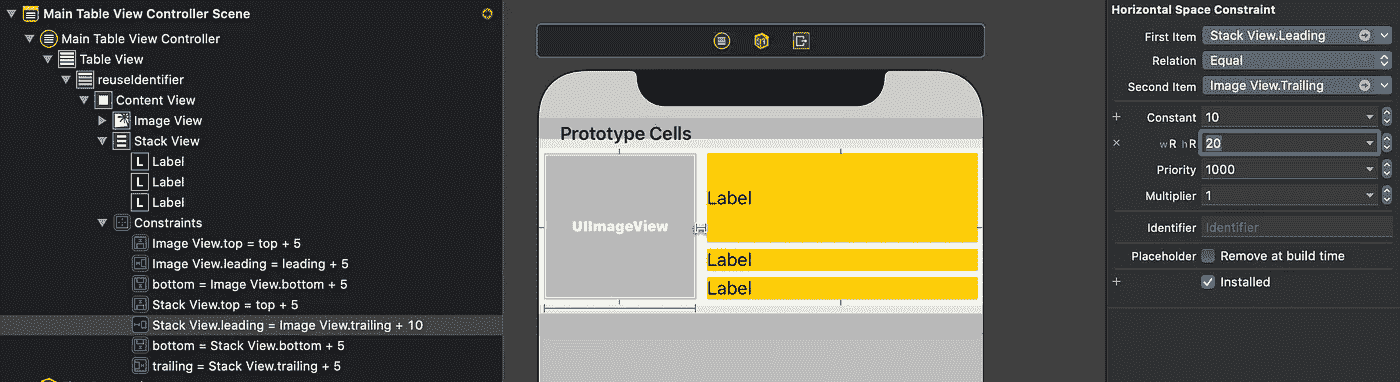 Main Table View Controller Scene
Main Table View Controller
Table View
reuseIdentifier
Content View
Image View
Stack View
L Label
L Label
L Label
Constraints
Image View.top = top + 5
Image View.leading = leading + 5
bottom = Image View.bottom + 5
Stack View.top = top + 5
Stack View.leading = Image View.trailing + 10
bottom = Stack View.bottom + 5
trailing = Stack View.trailing + 5
Prototype Cells
UIImageView
Label
Label
Label
Horizontal Space Constraint
First Item Stack View.Leading
Relation Equal
Second Item Image View.Trailing
+ Constant 10
× wR hR 20
Priority 1000
Multiplier 1
Identifier Identifier
Placeholder Remove at build time
+ Installed